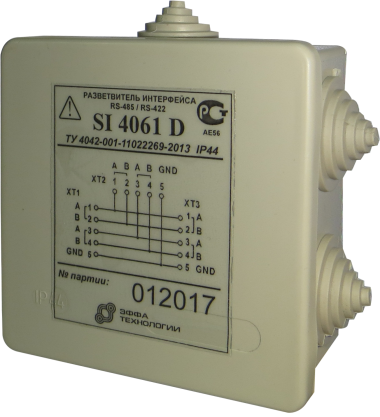 РАЗВЕТВИТЕЛЬ ИНТЕРФЕЙСА
RS-485 / RS-422
SI 4061 D
АЕ56
ТУ 4042-001-11022269-2013 IP44
A B A B GND
XT2 1 2 3 4 5
XT1 XT3
A 1 1 A
B 2 2 B
A 3 3 A
B 4 4 B
GND 5 5 GND
№ партии: 012017
IP44
ЭФФА
ТЕХНОЛОГИИ